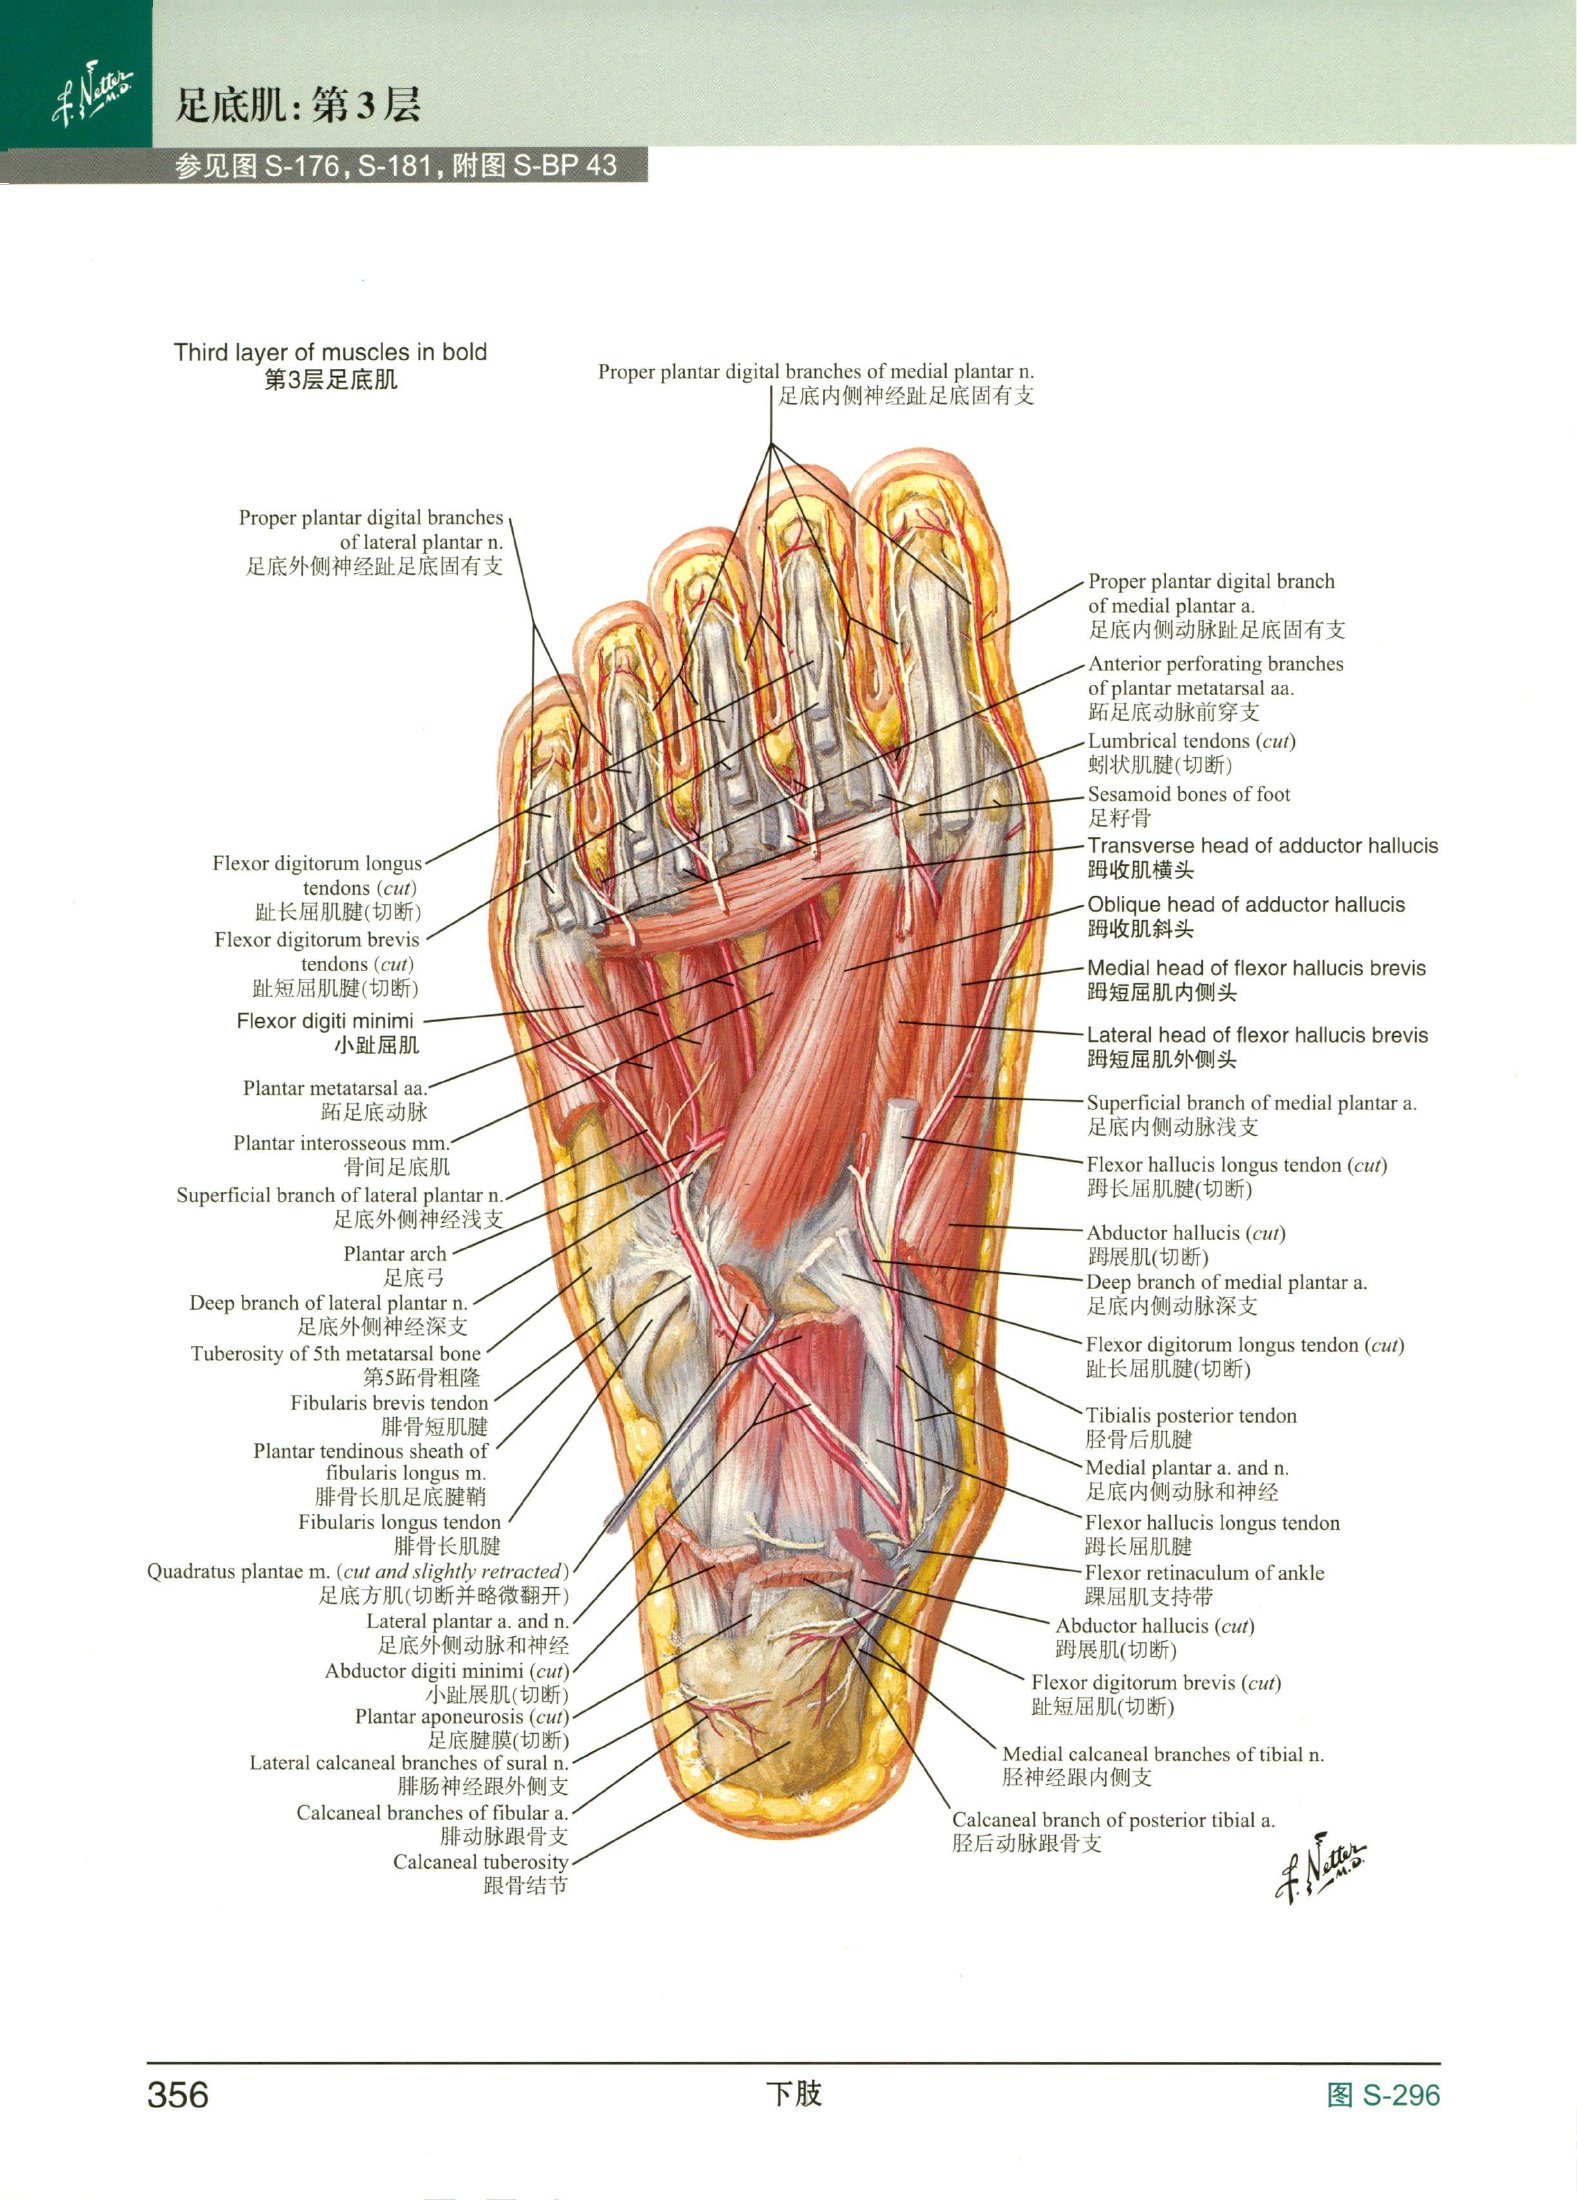 F. Netter M.D.
足底肌:第3层
参见图 S-176, S-181, 附图 S-BP 43
Third layer of muscles in bold
第3层足底肌
Proper plantar digital branches of medial plantar n.
足底内侧神经趾足底固有支
Proper plantar digital branches
of lateral plantar n.
足底外侧神经趾足底固有支
Flexor digitorum longus
tendons (cut)
趾长屈肌腱(切断)
Flexor digitorum brevis
tendons (cut)
趾短屈肌腱(切断)
Flexor digiti minimi
小趾屈肌
Plantar metatarsal aa.
跖足底动脉
Plantar interosseous mm.
骨间足底肌
Superficial branch of lateral plantar n.
足底外侧神经浅支
Plantar arch
足底弓
Deep branch of lateral plantar n.
足底外侧神经深支
Tuberosity of 5th metatarsal bone
第5跖骨粗隆
Fibularis brevis tendon
腓骨短肌腱
Plantar tendinous sheath of
fibularis longus m.
腓骨长肌足底腱鞘
Fibularis longus tendon
腓骨长肌腱
Quadratus plantae m. (cut and slightly retracted)
足底方肌(切断并略微翻开)
Lateral plantar a. and n.
足底外侧动脉和神经
Abductor digiti minimi (cut)
小趾展肌(切断)
Plantar aponeurosis (cut)
足底腱膜(切断)
Lateral calcaneal branches of sural n.
腓肠神经跟外侧支
Calcaneal branches of fibular a.
腓动脉跟骨支
Calcaneal tuberosity
跟骨结节
Proper plantar digital branch
of medial plantar a.
足底内侧动脉趾足底固有支
Anterior perforating branches
of plantar metatarsal aa.
跖足底动脉前穿支
Lumbrical tendons (cut)
蚓状肌腱(切断)
Sesamoid bones of foot
足籽骨
Transverse head of adductor hallucis
𧿹收肌横头
Oblique head of adductor hallucis
𧿹收肌斜头
Medial head of flexor hallucis brevis
𧿹短屈肌内侧头
Lateral head of flexor hallucis brevis
𧿹短屈肌外侧头
Superficial branch of medial plantar a.
足底内侧动脉浅支
Flexor hallucis longus tendon (cut)
𧿹长屈肌腱(切断)
Abductor hallucis (cut)
𧿹展肌(切断)
Deep branch of medial plantar a.
足底内侧动脉深支
Flexor digitorum longus tendon (cut)
趾长屈肌腱(切断)
Tibialis posterior tendon
胫骨后肌腱
Medial plantar a. and n.
足底内侧动脉和神经
Flexor hallucis longus tendon
𧿹长屈肌腱
Flexor retinaculum of ankle
踝屈肌支持带
Abductor hallucis (cut)
𧿹展肌(切断)
Flexor digitorum brevis (cut)
趾短屈肌(切断)
Medial calcaneal branches of tibial n.
胫神经跟内侧支
Calcaneal branch of posterior tibial a.
胫后动脉跟骨支
F. Netter M.D.
356
下肢
图 S-296